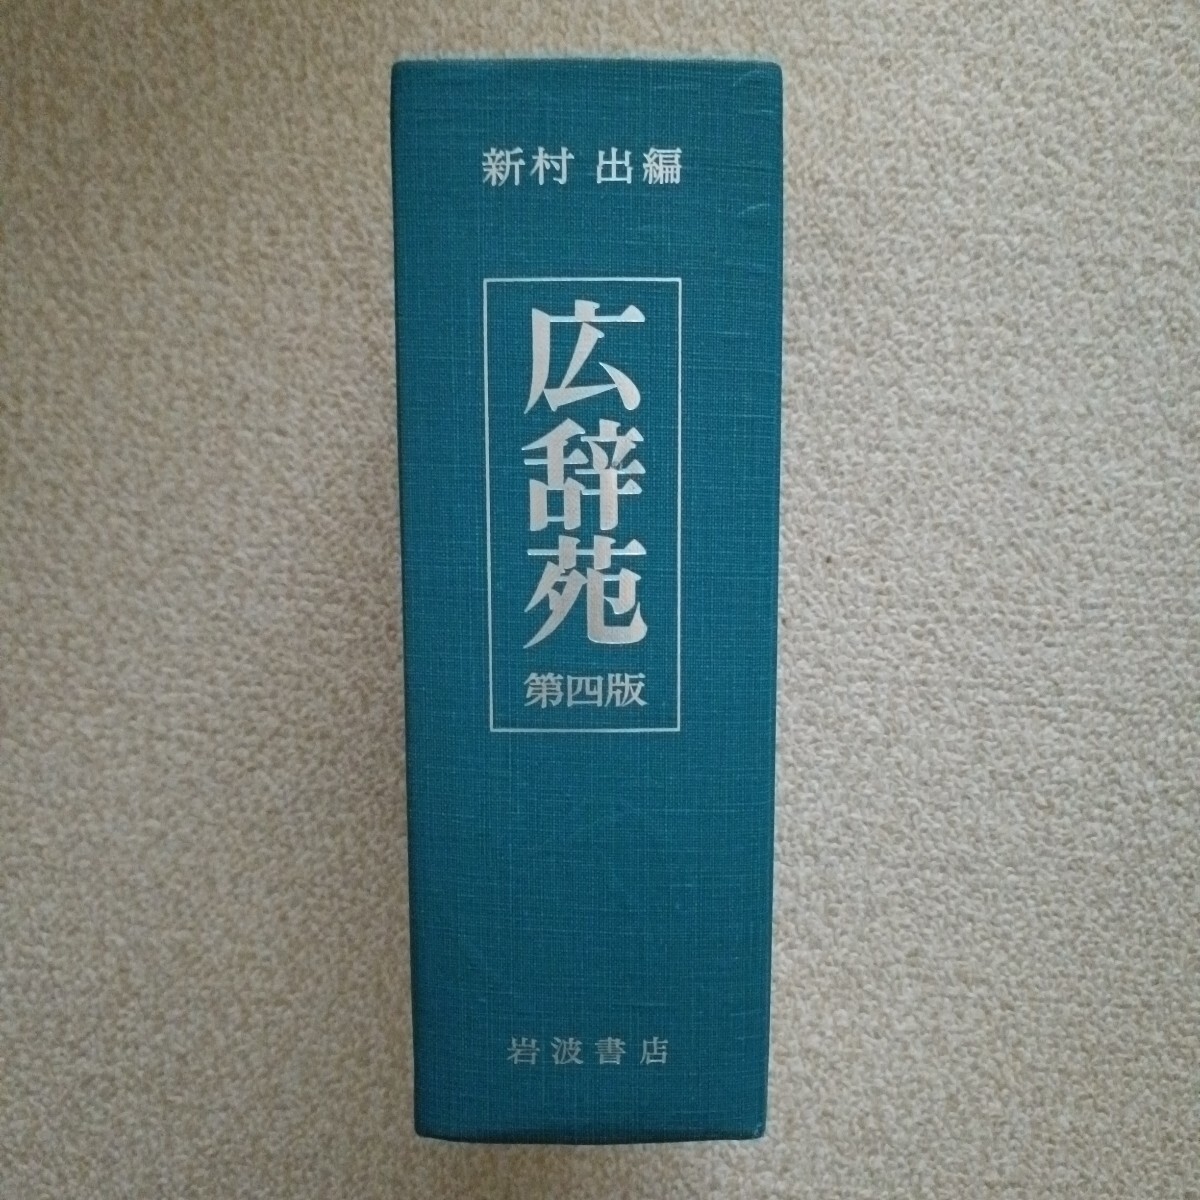 新村 出編
広辞苑
第四版
岩波書店